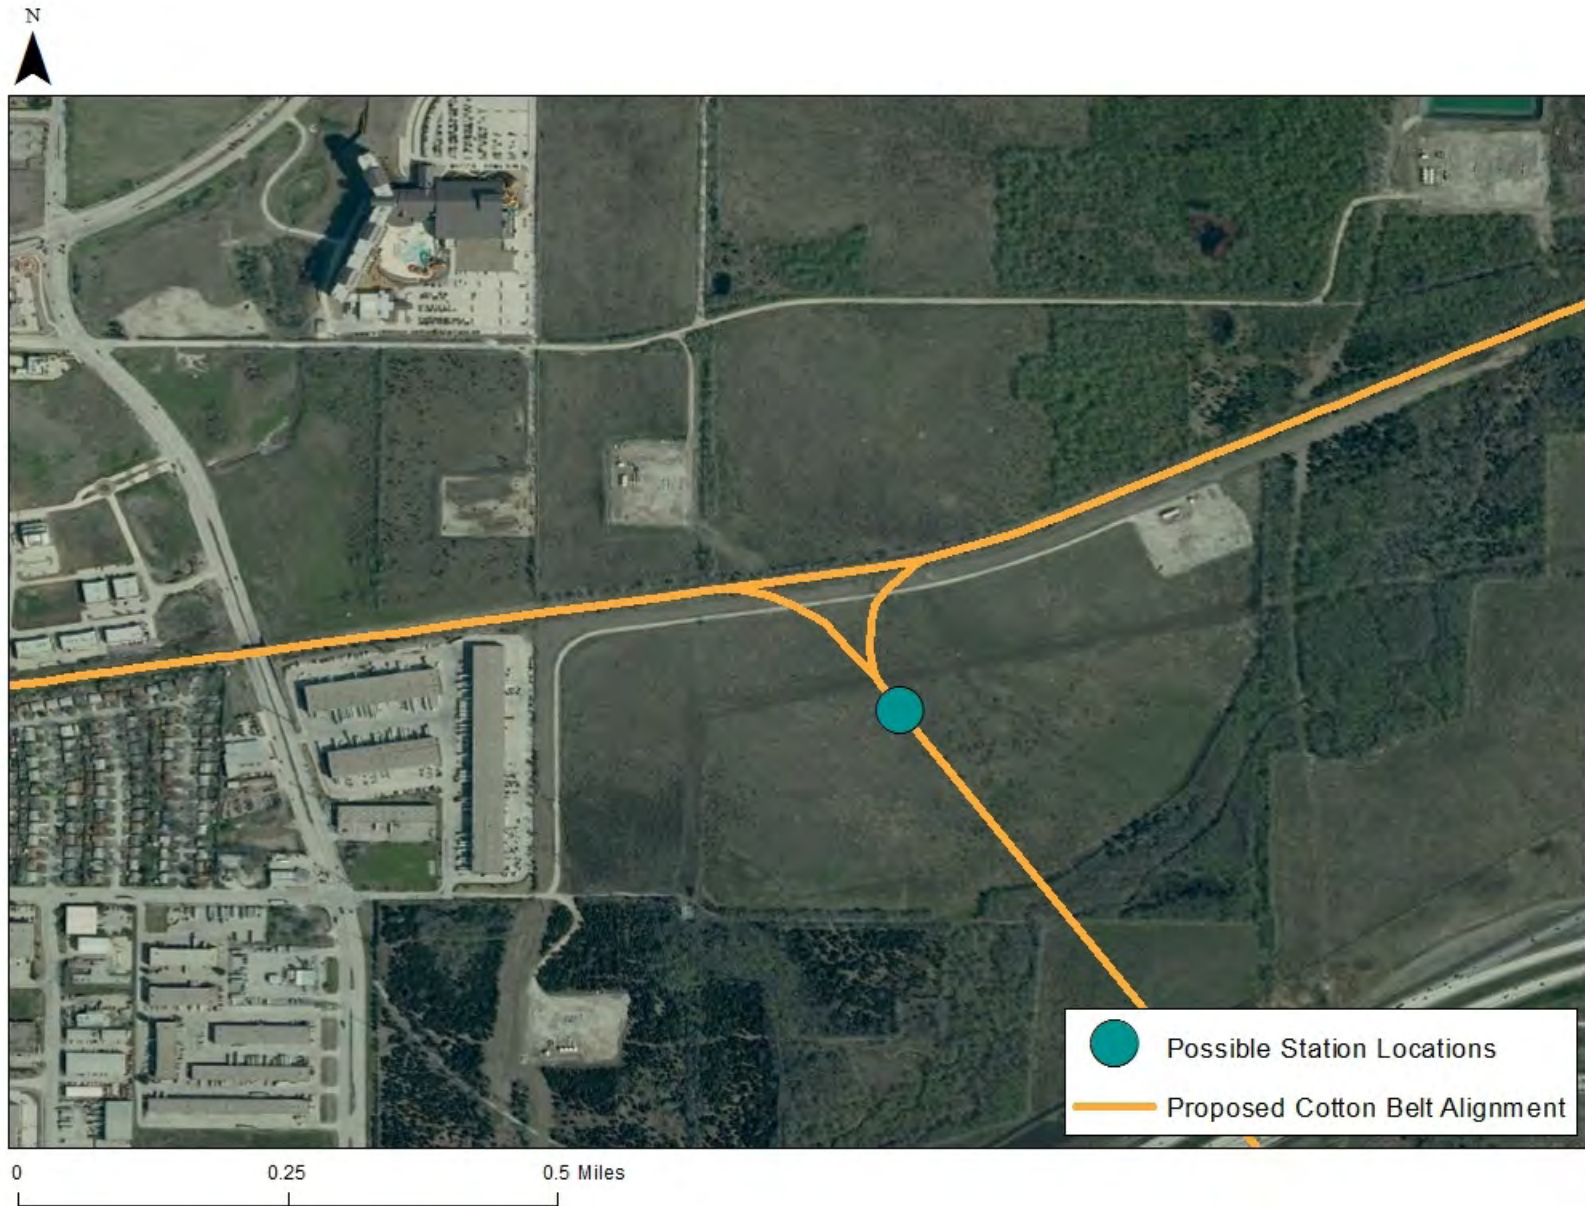 N
Possible Station Locations
Proposed Cotton Belt Alignment
0 0.25 0.5 Miles